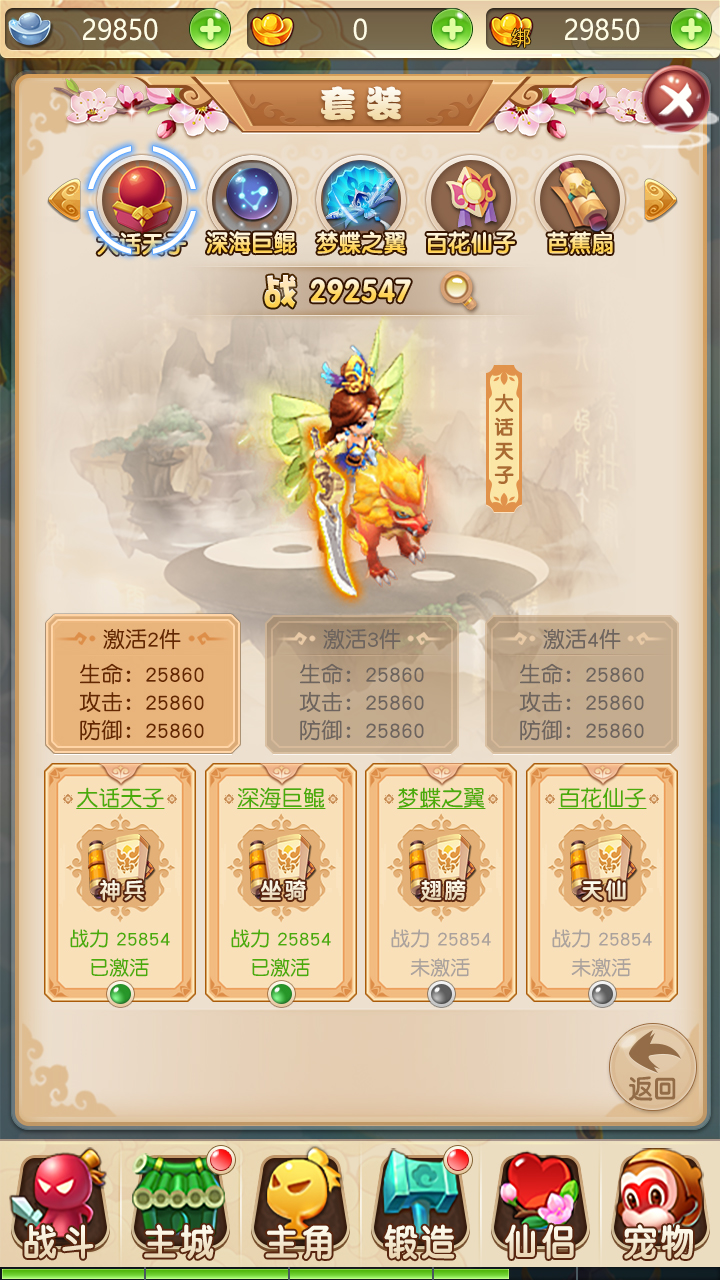 29850 0 绑 29850
套装
大话天子 深海巨鲲 梦蝶之翼 百花仙子 芭蕉扇
战 292547
大话天子
激活2件 激活3件 激活4件
生命：25860 生命：25860 生命：25860
攻击：25860 攻击：25860 攻击：25860
防御：25860 防御：25860 防御：25860
大话天子 深海巨鲲 梦蝶之翼 百花仙子
神兵 坐骑 翅膀 天仙
战力 25854 战力 25854 战力 25854 战力 25854
已激活 已激活 未激活 未激活
返回
战斗 主城 主角 锻造 仙侣 宠物